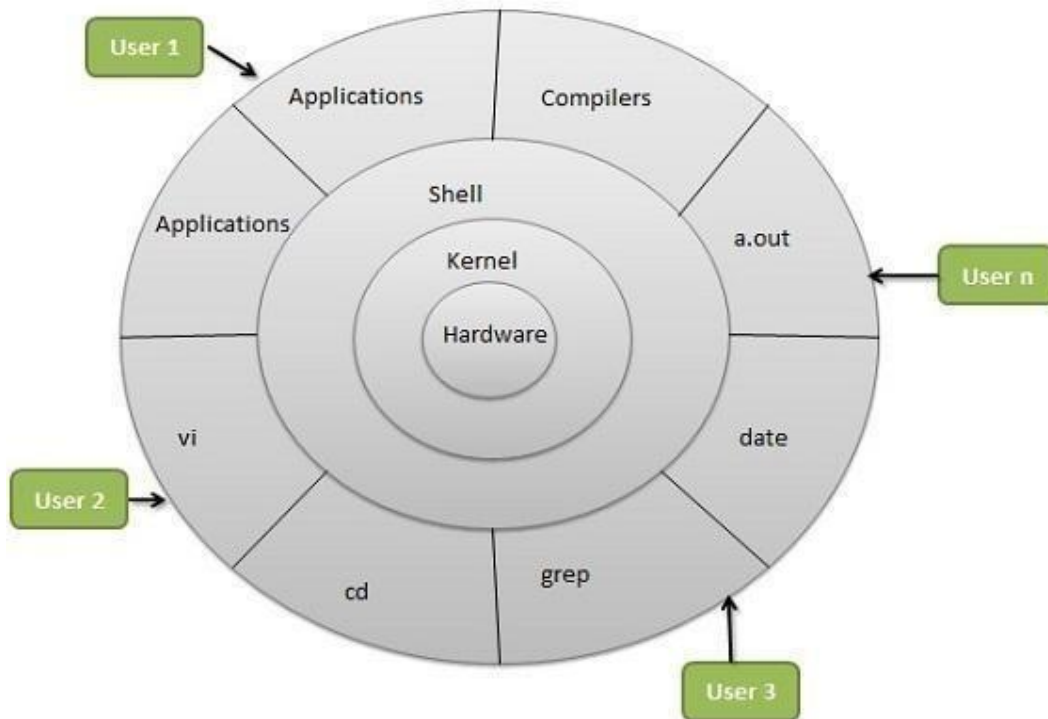 User 1
Applications
Compilers
Shell
Applications
a.out
Kernel
User n
Hardware
vi
date
User 2
grep
cd
User 3